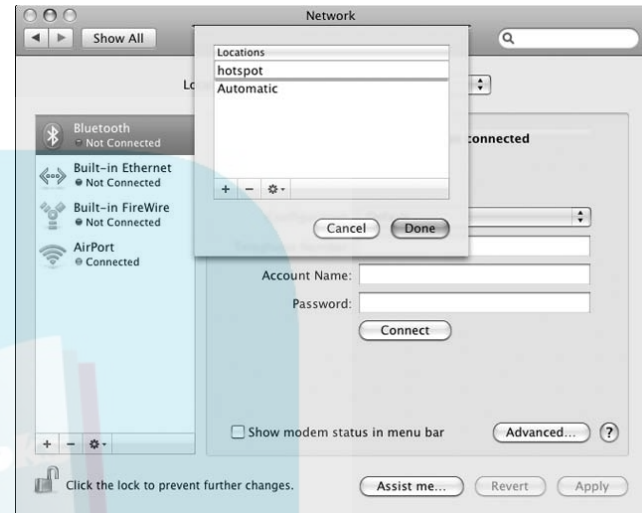 Network
Show All
Locations
hotspot
Automatic
Lo
connected
Bluetooth
Not Connected
Built-in Ethernet
Not Connected
Built-in FireWire
Not Connected
AirPort
Connected
+ - 
Cancel Done
Account Name:
Password:
Connect
Show modem status in menu bar
Advanced... ?
+ - 
Click the lock to prevent further changes.
Assist me... Revert Apply